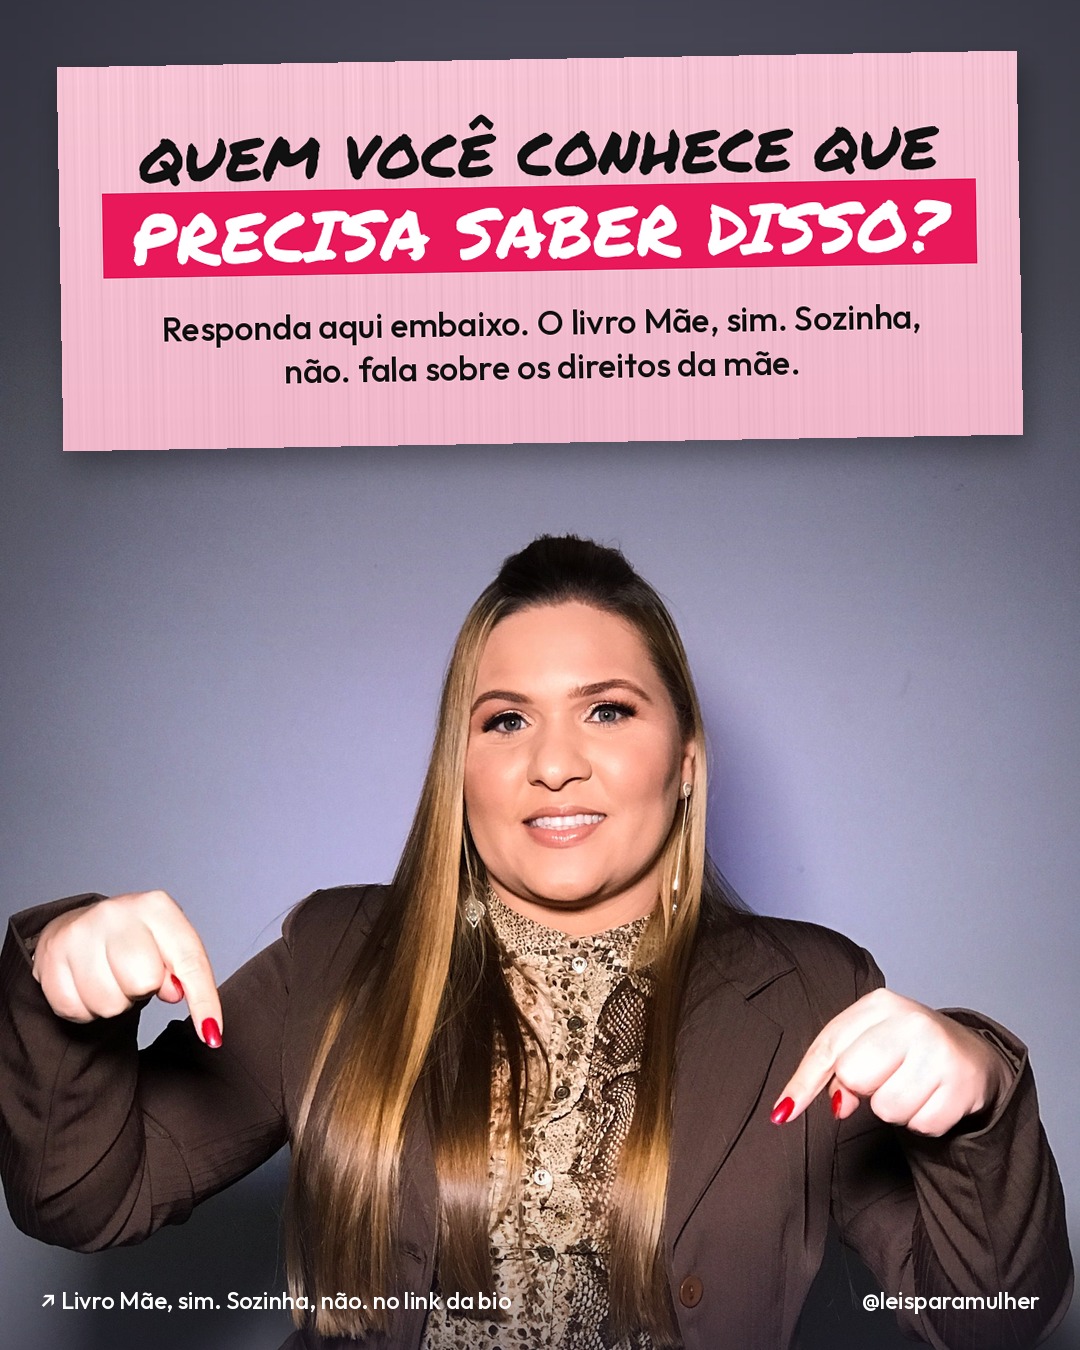 QUEM VOCÊ CONHECE QUE
PRECISA SABER DISSO?
Responda aqui embaixo. O livro Mãe, sim. Sozinha,
não. fala sobre os direitos da mãe.
↗ Livro Mãe, sim. Sozinha, não. no link da bio
@leisparamulher